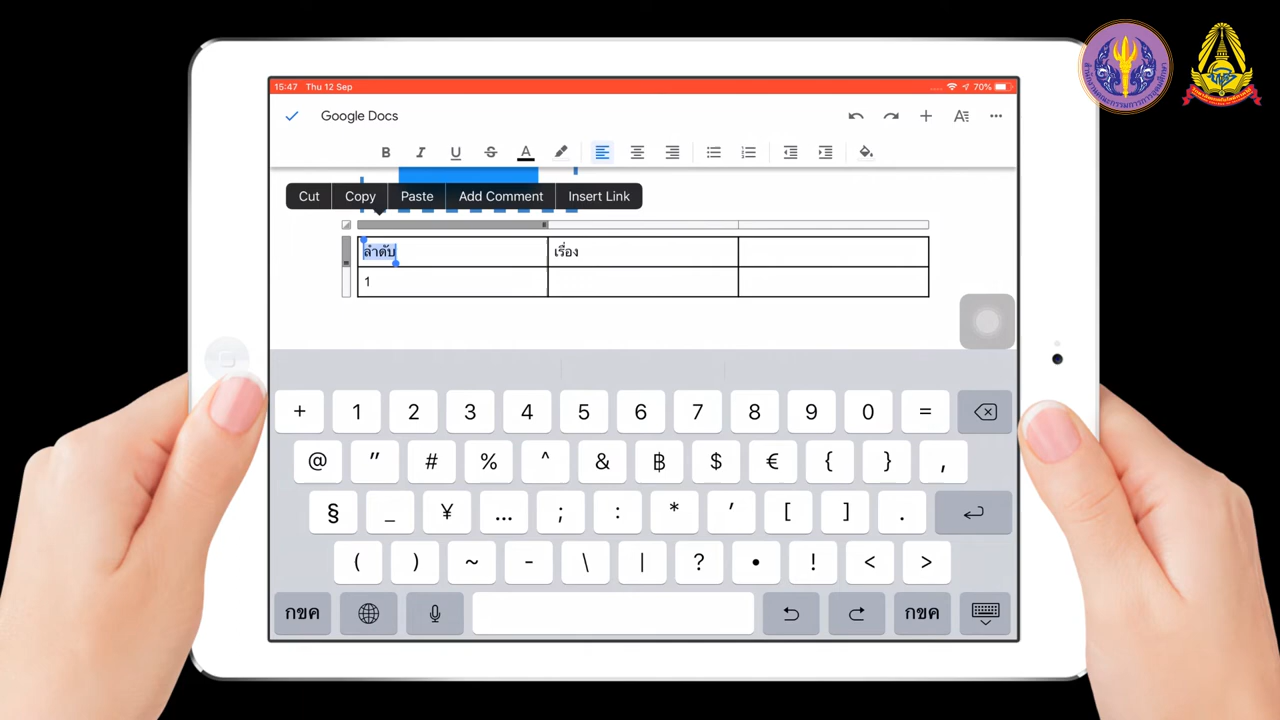 15:47 Thu 12 Sep 70%
Google Docs
B I U S A
Cut Copy Paste Add Comment Insert Link
ลำดับ เรื่อง
1
+ 1 2 3 4 5 6 7 8 9 0 =
@ " # % ^ & ฿ $ € { } ,
§ _ ¥ … ; : * ' [ ] .
( ) ~ - \ | ? • ! < >
กขค กขค